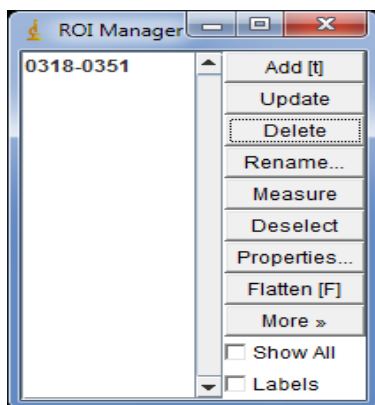 ROI Manager
0318-0351
Add [t]
Update
Delete
Rename...
Measure
Deselect
Properties...
Flatten [F]
More »
Show All
Labels